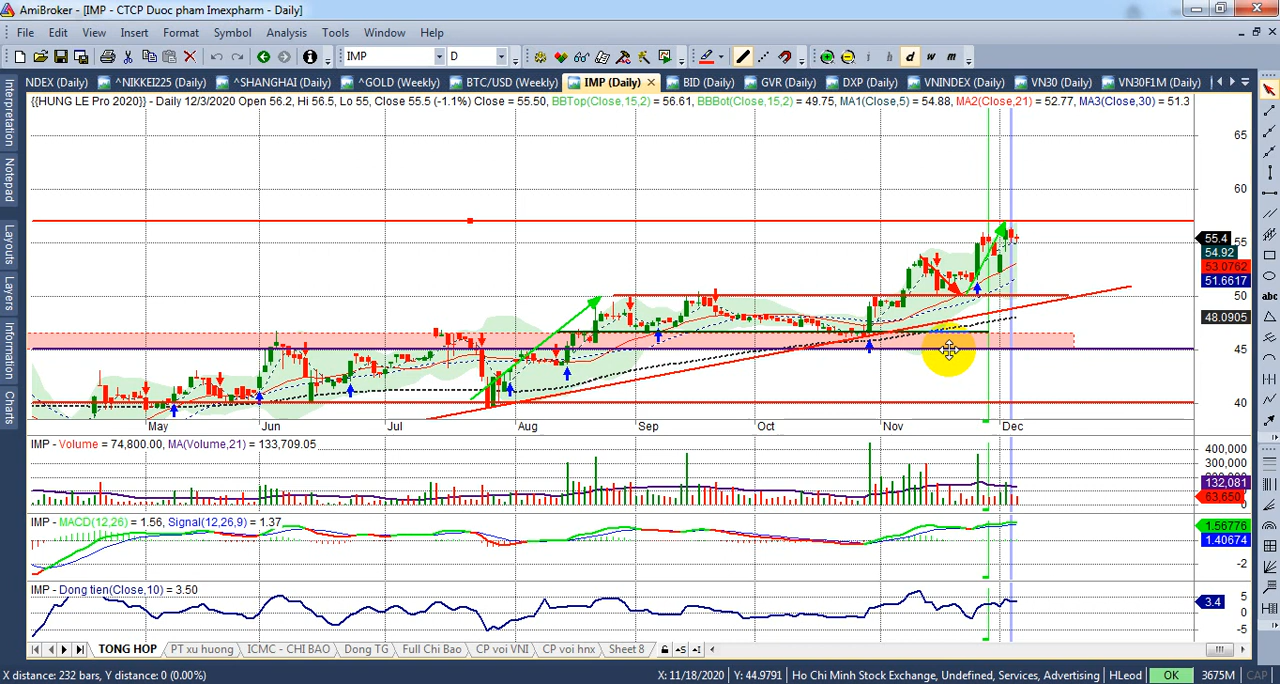 AmiBroker - [IMP - CTCP Duoc pham Imexpharm - Daily]
File Edit View Insert Format Symbol Analysis Tools Window Help
IMP D d w m
NDEX (Daily) ^NIKKEI225 (Daily) ^SHANGHAI (Daily) ^GOLD (Weekly) BTC/USD (Weekly) IMP (Daily) BID (Daily) GVR (Daily) DXP (Daily) VNINDEX (Daily) VN30 (Daily) VN30F1M (Daily)
{{HUNG LE Pro 2020}} - Daily 12/3/2020 Open 56.2, Hi 56.5, Lo 55, Close 55.5 (-1.1%) Close = 55.50, BBTop(Close,15,2) = 56.61, BBBot(Close,15,2) = 49.75, MA1(Close,5) = 54.88, MA2(Close,21) = 52.77, MA3(Close,30) = 51.3
Interpretation
Notepad
Layouts
Layers
Information
Charts
65
60
55
55.4
54.92
53.0762
51.6617
50
48.0905
45
40
abc
May Jun Jul Aug Sep Oct Nov Dec
IMP - Volume = 74,800.00, MA(Volume,21) = 133,709.05
400,000
300,000
132,081
63,650
0
IMP - MACD(12,26) = 1.56, Signal(12,26,9) = 1.37
1.56776
1.40674
-2
IMP - Dong tien(Close,10) = 3.50
5
3.4
0
-5
TONG HOP PT xu huong ICMC - CHI BAO Dong TG Full Chi Bao CP voi VNI CP voi hnx Sheet 8
X distance: 232 bars, Y distance: 0 (0.00%) X: 11/18/2020 Y: 44.9791 Ho Chi Minh Stock Exchange, Undefined, Services, Advertising HLeod OK 3675M CAP